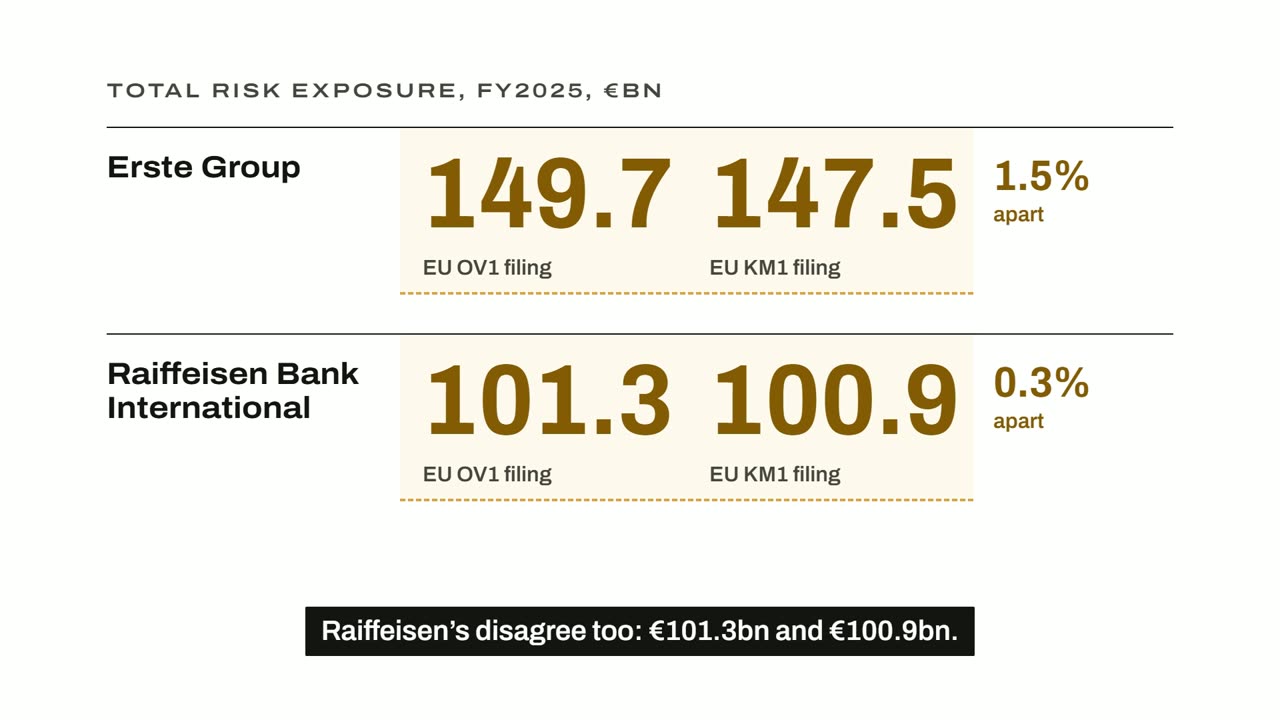 TOTAL RISK EXPOSURE, FY2025, €BN
Erste Group
149.7
EU OV1 filing
147.5
EU KM1 filing
1.5%
apart
Raiffeisen Bank
International
101.3
EU OV1 filing
100.9
EU KM1 filing
0.3%
apart
Raiffeisen’s disagree too: €101.3bn and €100.9bn.